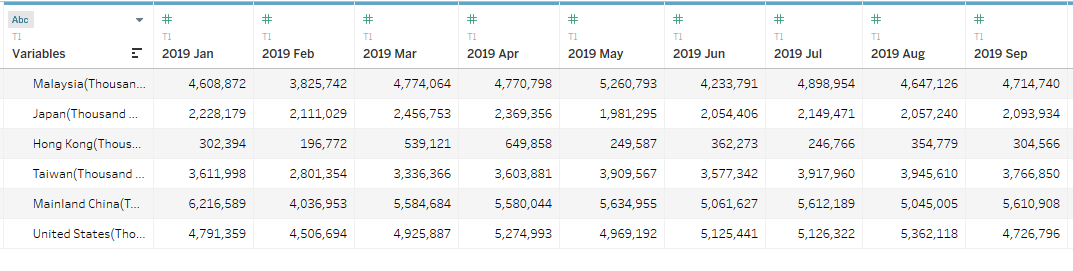 Abc # # # # # # # # #
T1 T1 T1 T1 T1 T1 T1 T1 T1 T1
Variables 2019 Jan 2019 Feb 2019 Mar 2019 Apr 2019 May 2019 Jun 2019 Jul 2019 Aug 2019 Sep
Malaysia(Thousan... 4,608,872 3,825,742 4,774,064 4,770,798 5,260,793 4,233,791 4,898,954 4,647,126 4,714,740
Japan(Thousand ... 2,228,179 2,111,029 2,456,753 2,369,356 1,981,295 2,054,406 2,149,471 2,057,240 2,093,934
Hong Kong(Thous... 302,394 196,772 539,121 649,858 249,587 362,273 246,766 354,779 304,566
Taiwan(Thousand ... 3,611,998 2,801,354 3,336,366 3,603,881 3,909,567 3,577,342 3,917,960 3,945,610 3,766,850
Mainland China(T... 6,216,589 4,036,953 5,584,684 5,580,044 5,634,955 5,061,627 5,612,189 5,045,005 5,610,908
United States(Tho... 4,791,359 4,506,694 4,925,887 5,274,993 4,969,192 5,125,441 5,126,322 5,362,118 4,726,796